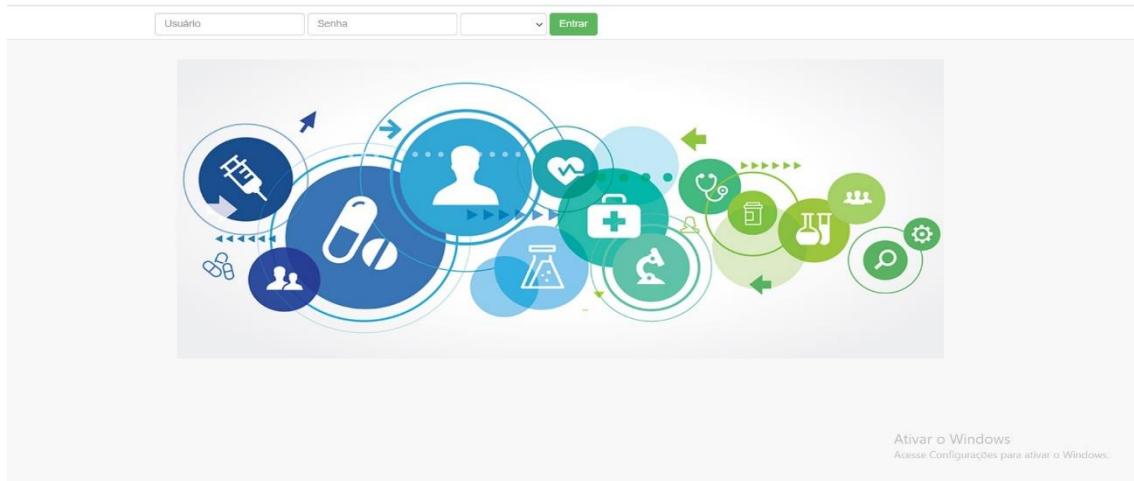 Usuário Senha Entrar
Ativar o Windows
Acesse Configurações para ativar o Windows.